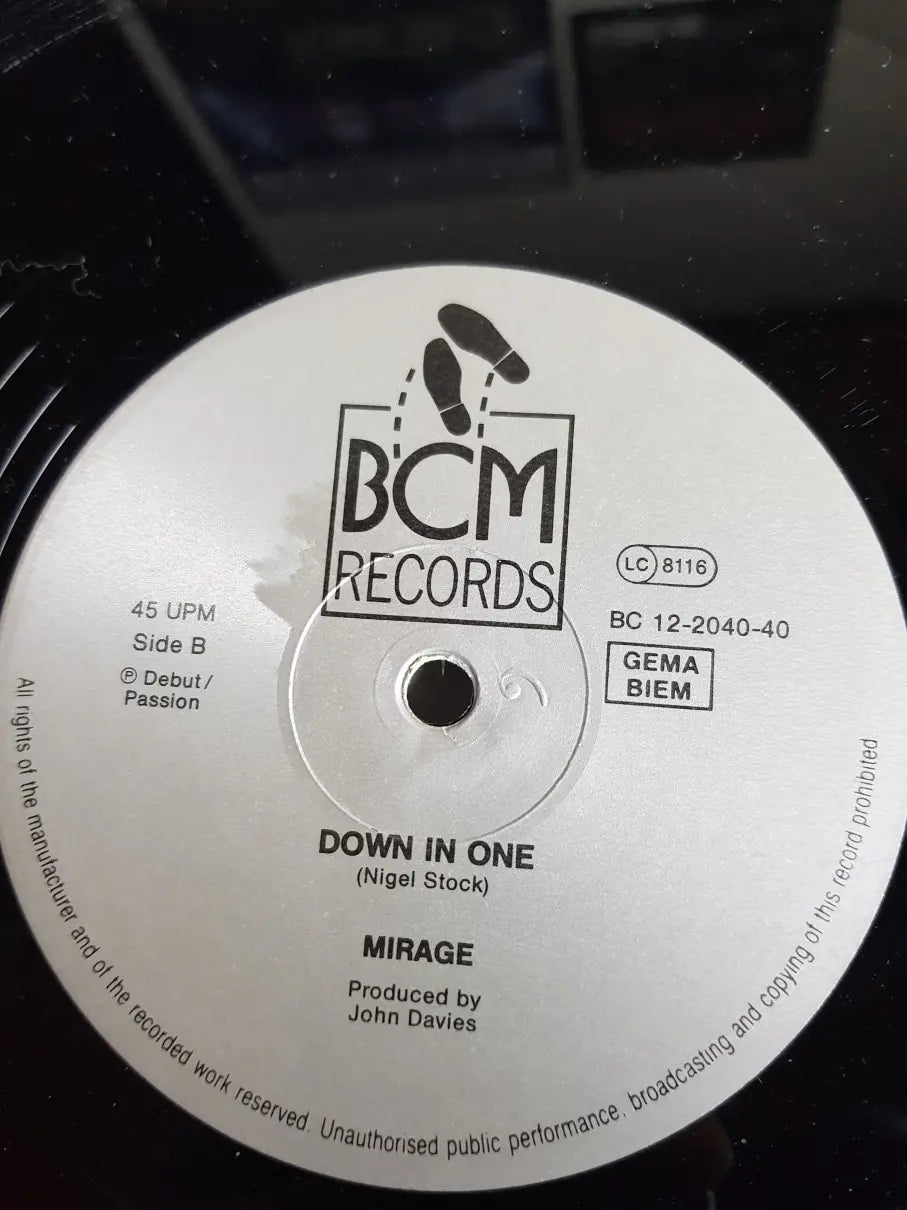 BCM
RECORDS
LC 8116
45 UPM
Side B
℗ Debut/
Passion
BC 12-2040-40
GEMA
BIEM
DOWN IN ONE
(Nigel Stock)
MIRAGE
Produced by
John Davies
All rights of the manufacturer and of the recorded work reserved. Unauthorised public performance, broadcasting and copying of this record prohibited.